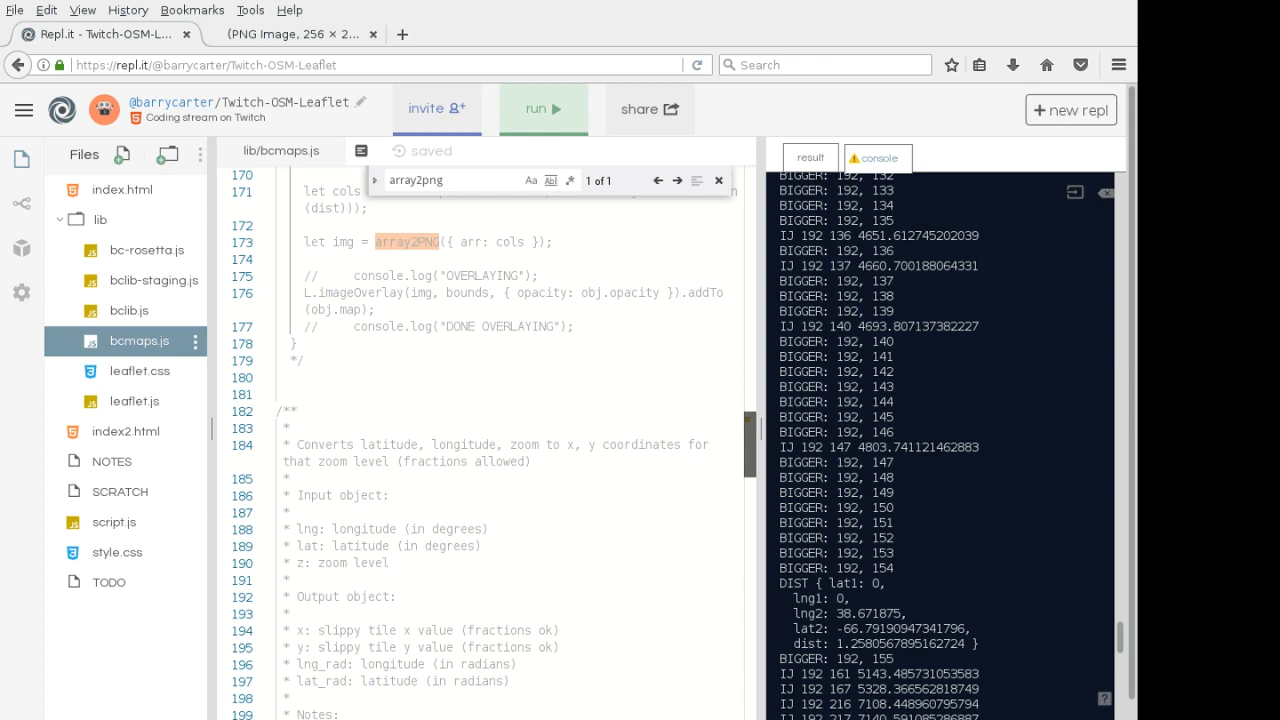 File Edit View History Bookmarks Tools Help
Repl.it - Twitch-OSM-L...
(PNG Image, 256 × 2...
https://repl.it/@barrycarter/Twitch-OSM-Leaflet
Search
@barrycarter/Twitch-OSM-Leaflet
Coding stream on Twitch
invite
run
share
+ new repl
Files
index.html
lib
bc-rosetta.js
bclib-staging.js
bclib.js
bcmaps.js
leaflet.css
leaflet.js
index2.htm
NOTES
SCRATCH
script.js
style.css
TODO
lib/bcmaps.js
saved
array2png
Aa
Abl
.*
1 of 1
170
171 let cols
(dist)));
172
173 let img = array2PNG({ arr: cols });
174
175 // console.log("OVERLAYING");
176 L.imageOverlay(img, bounds, { opacity: obj.opacity }).addTo
(obj.map);
177 // console.log("DONE OVERLAYING");
178 }
179 */
180
181
182 /**
183 *
184 * Converts latitude, longitude, zoom to x, y coordinates for
that zoom level (fractions allowed)
185 *
186 * Input object:
187 *
188 * lng: longitude (in degrees)
189 * lat: latitude (in degrees)
190 * z: zoom level
191 *
192 * Output object:
193 *
194 * x: slippy tile x value (fractions ok)
195 * y: slippy tile y value (fractions ok)
196 * lng_rad: longitude (in radians)
197 * lat_rad: latitude (in radians)
198 *
199 * Notes:
result
console
BIGGER: 192, 132
BIGGER: 192, 133
BIGGER: 192, 134
BIGGER: 192, 135
IJ 192 136 4651.612745202039
BIGGER: 192, 136
IJ 192 137 4660.700188064331
BIGGER: 192, 137
BIGGER: 192, 138
BIGGER: 192, 139
IJ 192 140 4693.807137382227
BIGGER: 192, 140
BIGGER: 192, 141
BIGGER: 192, 142
BIGGER: 192, 143
BIGGER: 192, 144
BIGGER: 192, 145
BIGGER: 192, 146
IJ 192 147 4803.741121462883
BIGGER: 192, 147
BIGGER: 192, 148
BIGGER: 192, 149
BIGGER: 192, 150
BIGGER: 192, 151
BIGGER: 192, 152
BIGGER: 192, 153
BIGGER: 192, 154
DIST { lat1: 0,
lng1: 0,
lng2: 38.671875,
lat2: -66.79190947341796,
dist: 1.2580567895162724 }
BIGGER: 192, 155
IJ 192 161 5143.485731053583
IJ 192 167 5328.366562818749
IJ 192 216 7108.448960795794
IJ 192 217 7140.591085286887